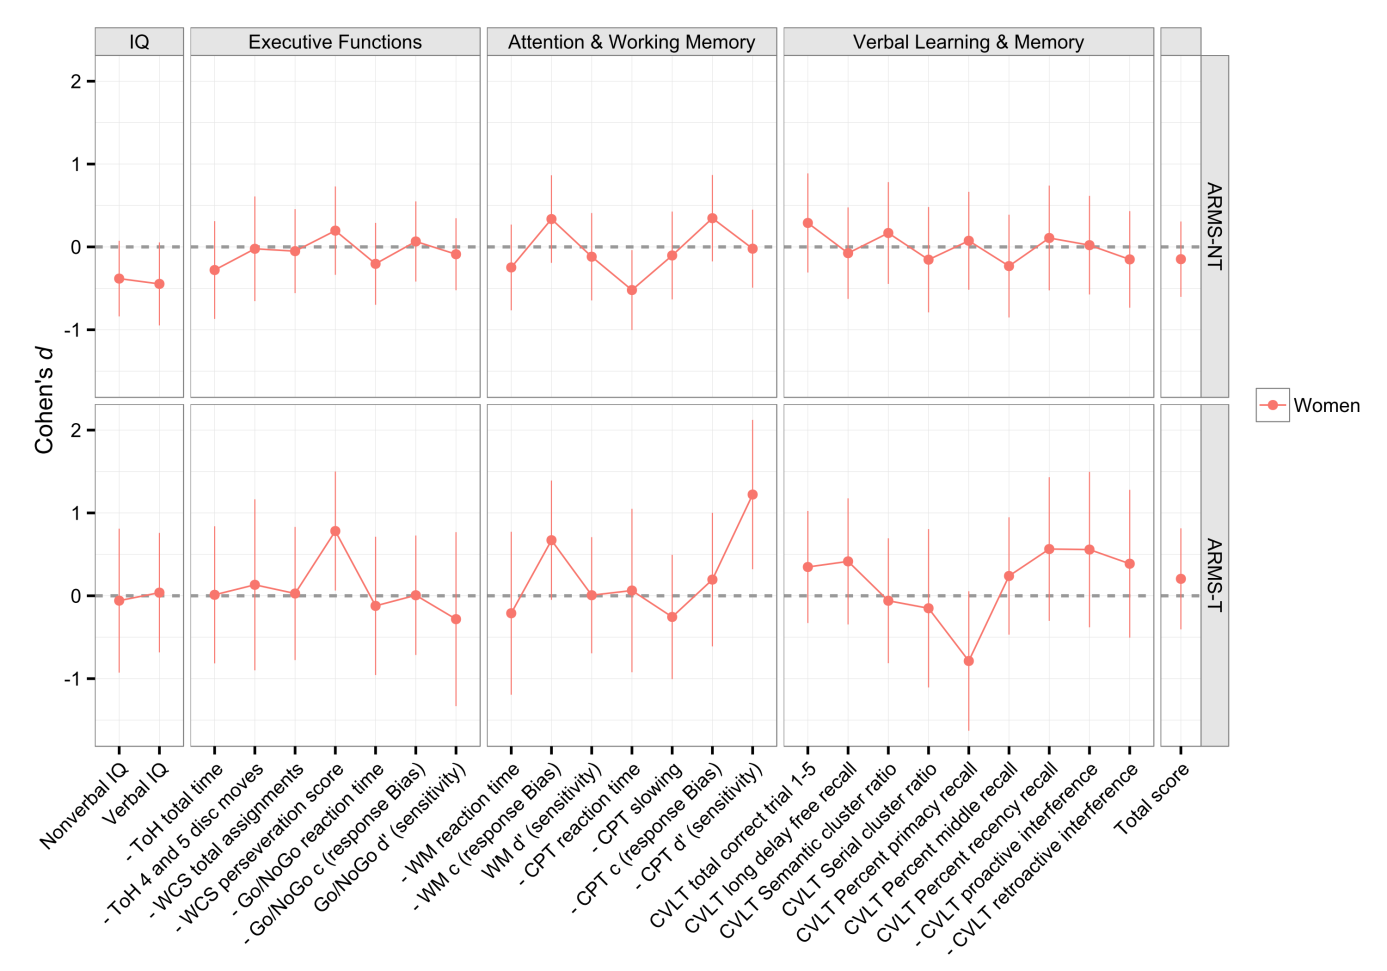 IQ
Executive Functions
Attention & Working Memory
Verbal Learning & Memory
2
1
0
-1
ARMS-NT
Cohen's d
2
1
0
-1
ARMS-T
Women
Nonverbal IQ
Verbal IQ
- ToH total time
- ToH 4 and 5 disc moves
- WCS total assignments
- WCS perseveration score
- Go/NoGo reaction time
- Go/NoGo c (response Bias)
Go/NoGo d' (sensitivity)
- WM reaction time
- WM c (response Bias)
WM d' (sensitivity)
- CPT reaction time
- CPT slowing
- CPT c (response Bias)
- CPT d' (sensitivity)
CVLT total correct trial 1-5
CVLT long delay free recall
CVLT Semantic cluster ratio
CVLT Serial cluster ratio
CVLT Percent primacy recall
CVLT Percent middle recall
CVLT Percent recency recall
- CVLT proactive interference
- CVLT retroactive interference
Total score